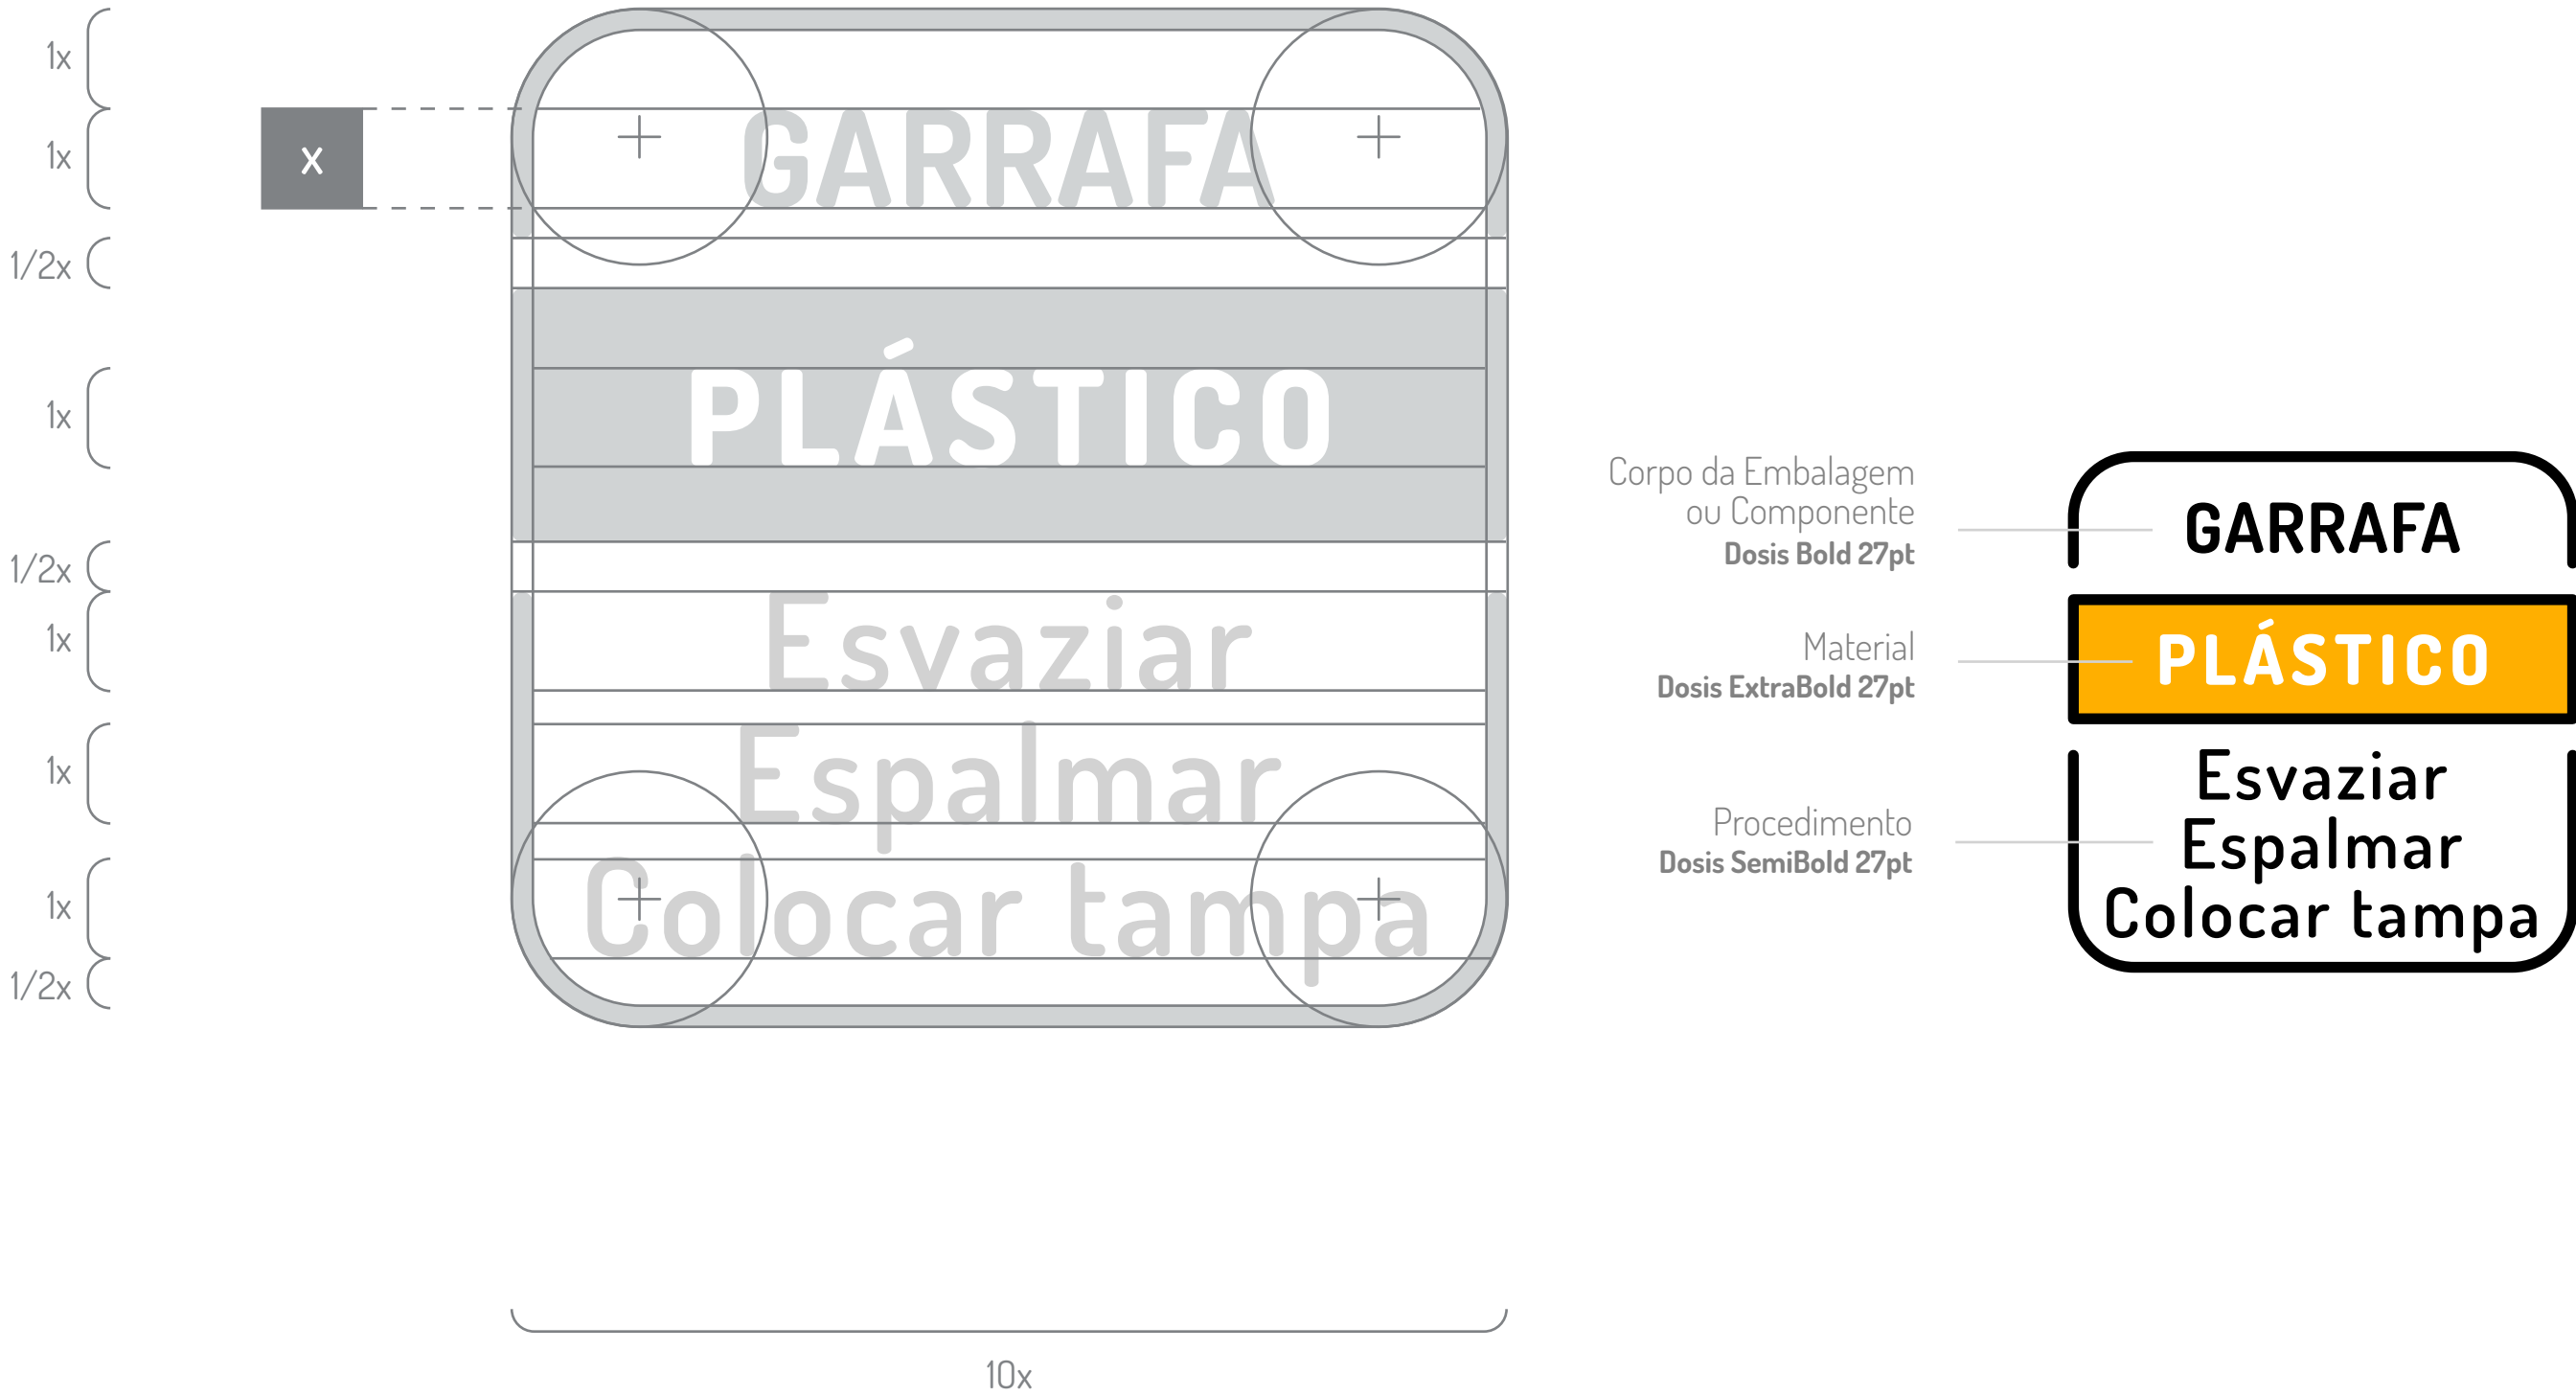 1x
1x
1/2x
1x
1/2x
1x
1x
1x
1/2x
x
GARRAFA
PLÁSTICO
Esvaziar
Espalmar
Colocar tampa
10x
Corpo da Embalagem
ou Componente
Dosis Bold 27pt
Material
Dosis ExtraBold 27pt
Procedimento
Dosis SemiBold 27pt
GARRAFA
PLÁSTICO
Esvaziar
Espalmar
Colocar tampa